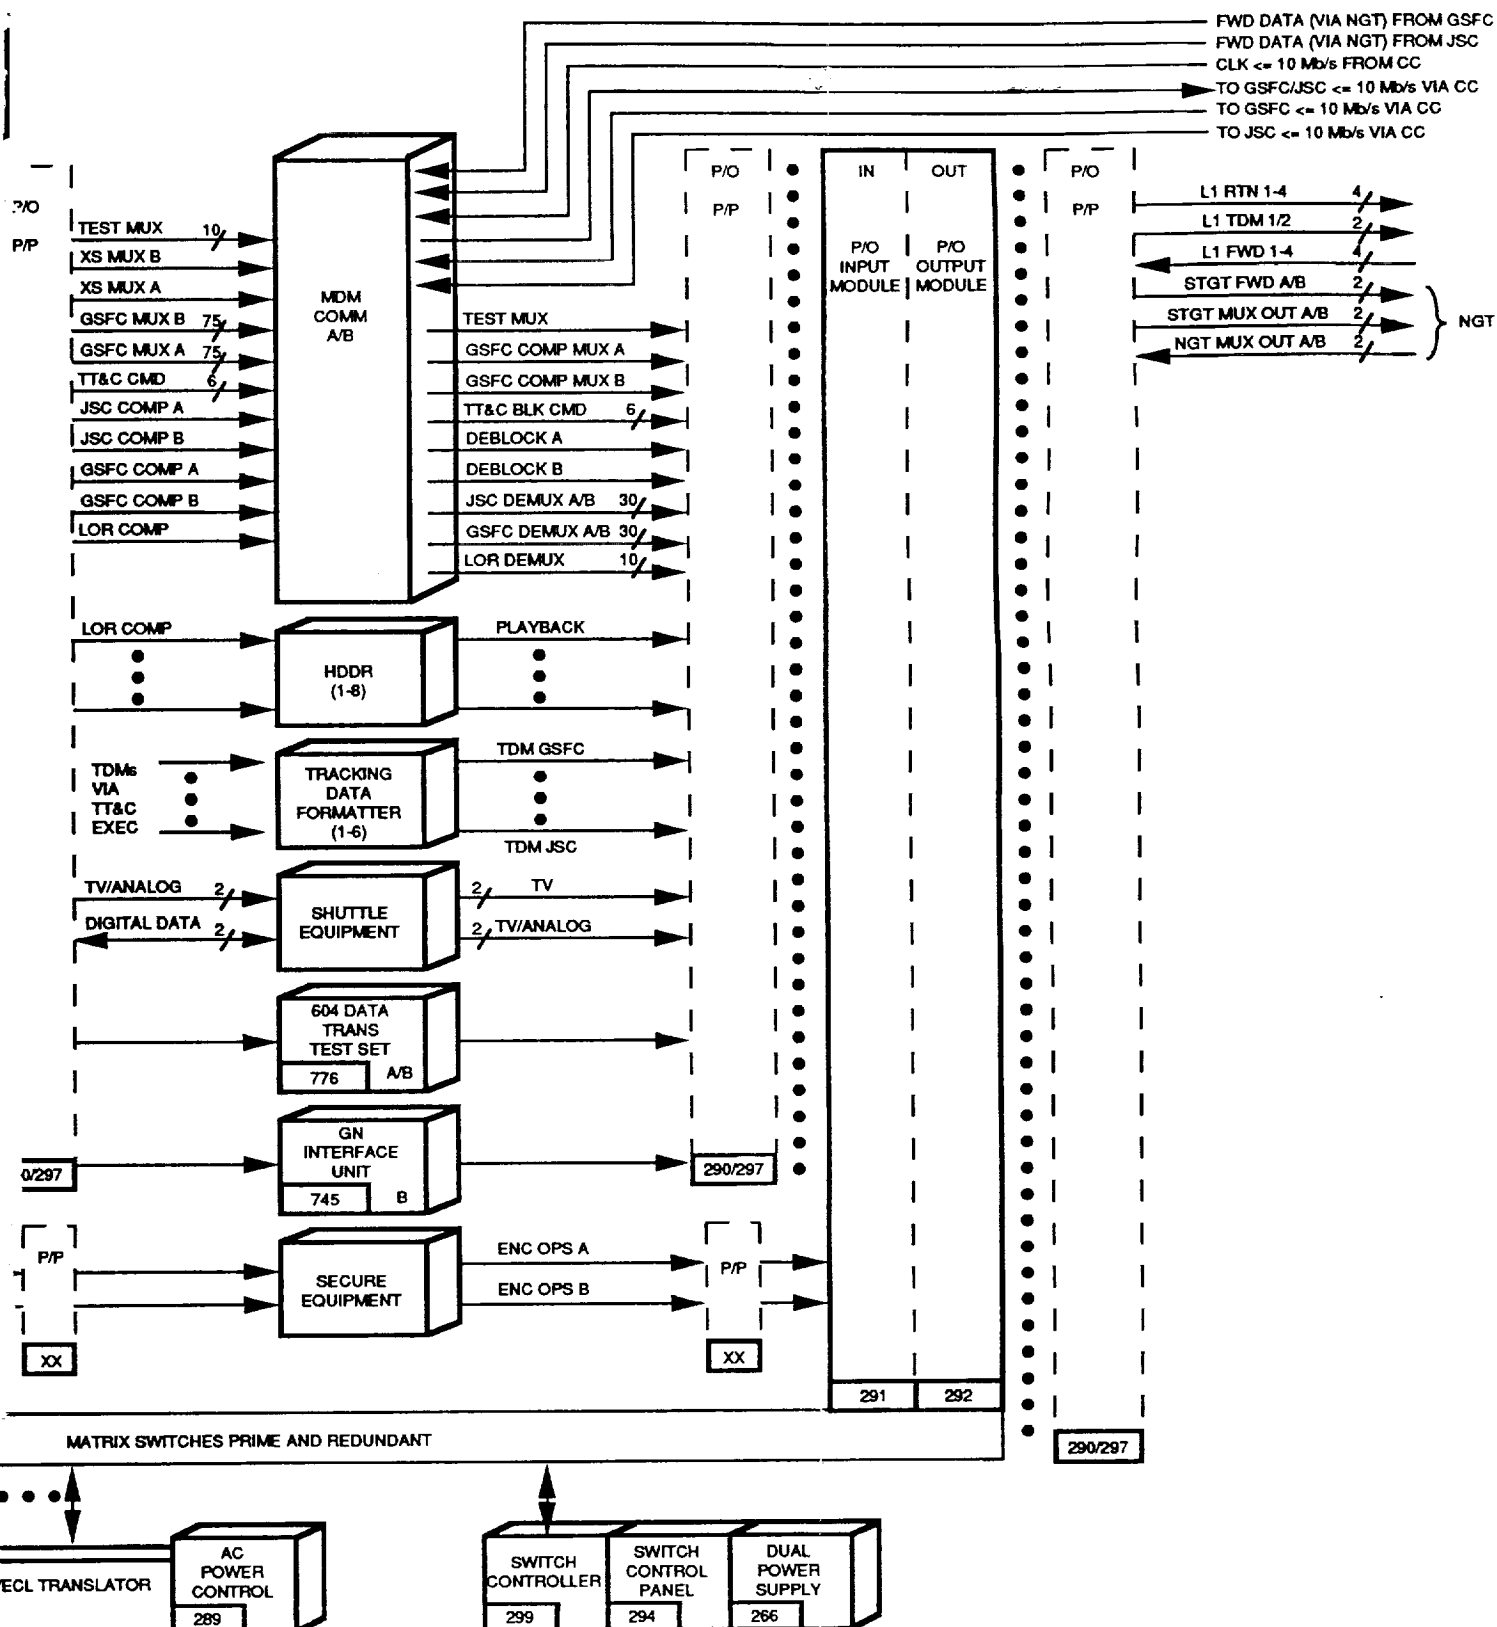 FWD DATA (VIA NGT) FROM GSFC
FWD DATA (VIA NGT) FROM JSC
CLK <= 10 Mb/s FROM CC
TO GSFC/JSC <= 10 Mb/s VIA CC
TO GSFC <= 10 Mb/s VIA CC
TO JSC <= 10 Mb/s VIA CC
P/O
P/P
TEST MUX 10
XS MUX B
XS MUX A
GSFC MUX B 75
GSFC MUX A 75
TT&C CMD 6
JSC COMP A
JSC COMP B
GSFC COMP A
GSFC COMP B
LOR COMP
MDM
COMM
A/B
TEST MUX
GSFC COMP MUX A
GSFC COMP MUX B
TT&C BLK CMD 6
DEBLOCK A
DEBLOCK B
JSC DEMUX A/B 30
GSFC DEMUX A/B 30
LOR DEMUX 10
P/O
P/P
IN
P/O
INPUT
MODULE
OUT
P/O
OUTPUT
MODULE
P/O
P/P
L1 RTN 1-4 4
L1 TDM 1/2 2
L1 FWD 1-4 4
STGT FWD A/B 2
STGT MUX OUT A/B 2
NGT MUX OUT A/B 2
NGT
LOR COMP
HDDR
(1-8)
PLAYBACK
TDMs
VIA
TT&C
EXEC
TRACKING
DATA
FORMATTER
(1-6)
TDM GSFC
TDM JSC
TV/ANALOG 2
DIGITAL DATA 2
SHUTTLE
EQUIPMENT
2 TV
2 TV/ANALOG
604 DATA
TRANS
TEST SET
776 A/B
GN
INTERFACE
UNIT
745 B
0/297
290/297
P/P
XX
SECURE
EQUIPMENT
ENC OPS A
ENC OPS B
P/P
XX
291 292
290/297
MATRIX SWITCHES PRIME AND REDUNDANT
/ECL TRANSLATOR
AC
POWER
CONTROL
289
SWITCH
CONTROLLER
299
SWITCH
CONTROL
PANEL
294
DUAL
POWER
SUPPLY
266